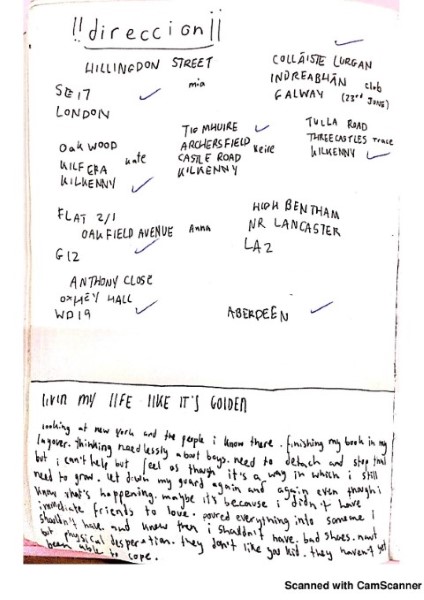 !!direccion!!
HILLINGDON STREET
mia
SE17
LONDON
COLLÁISTE LURGAN
INDREABHÁN club
GALWAY (23rd JUNE)
Oak WOOD
KILFERA kate
KILKENNY
TIG MHUIRE
ARCHERSFIELD
CASTLE ROAD
KILKENNY
TULLA ROAD
THREECASTLES
KILKENNY
FLAT 2/1
OAKFIELD AVENUE Anna
G12
HIGH BENTHAM
NR LANCASTER
LA2
ANTHONY CLOSE
OXHEY HALL
WD19
ABERDEEN
livin MY LIFE LIKE IT'S GOLDEN
looking at new york and the people i know there. finishing my book in my
layover. thinking needlessly about boys. need to detach and stop that
but i can't help but feel as though it's a way in which i still
need to grow. let down my guard again and again even though i
know what's happening. maybe it's because i didn't have
immediate friends to love. poured everything into someone i
shouldn't have. and knew then i shouldn't have. bad shoes.
but physical desperation. they don't like you kid. they haven't yet
been able to cope.
Scanned with CamScanner